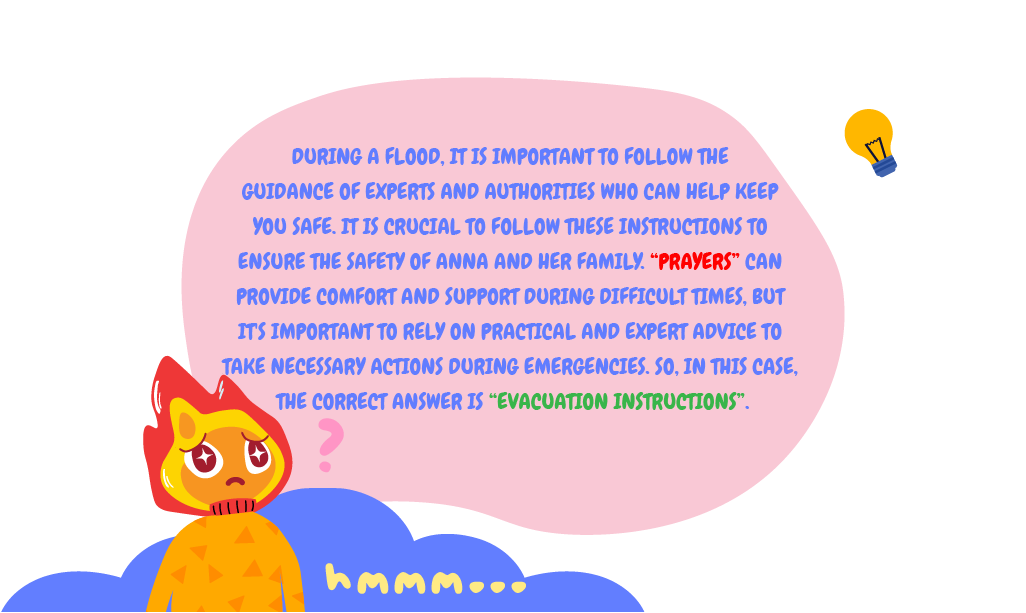 DURING A FLOOD, IT IS IMPORTANT TO FOLLOW THE
GUIDANCE OF EXPERTS AND AUTHORITIES WHO CAN HELP KEEP
YOU SAFE. IT IS CRUCIAL TO FOLLOW THESE INSTRUCTIONS TO
ENSURE THE SAFETY OF ANNA AND HER FAMILY. “PRAYERS” CAN
PROVIDE COMFORT AND SUPPORT DURING DIFFICULT TIMES, BUT
IT'S IMPORTANT TO RELY ON PRACTICAL AND EXPERT ADVICE TO
TAKE NECESSARY ACTIONS DURING EMERGENCIES. SO, IN THIS CASE,
THE CORRECT ANSWER IS “EVACUATION INSTRUCTIONS”.
?
hmmm...